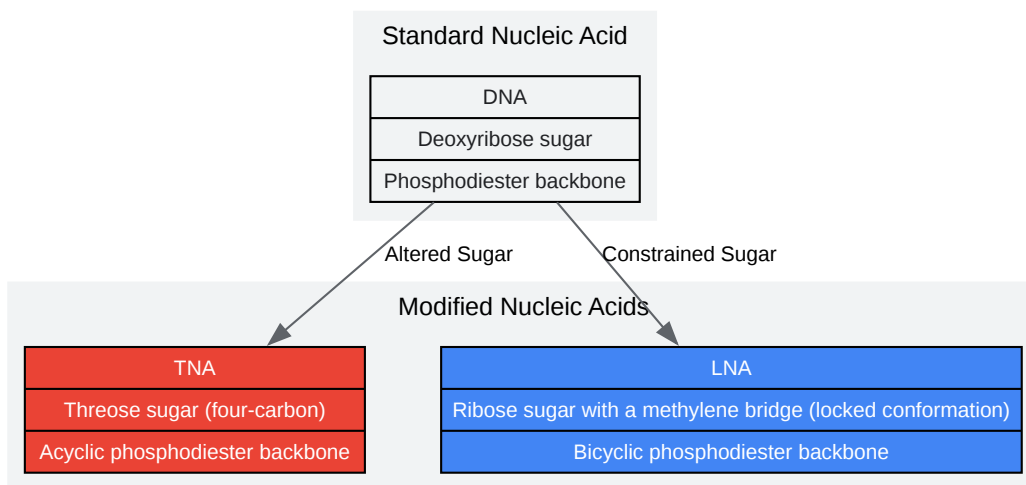 Standard Nucleic Acid
DNA
Deoxyribose sugar
Phosphodiester backbone
Altered Sugar
Constrained Sugar
Modified Nucleic Acids
TNA
Threose sugar (four-carbon)
Acyclic phosphodiester backbone
LNA
Ribose sugar with a methylene bridge (locked conformation)
Bicyclic phosphodiester backbone